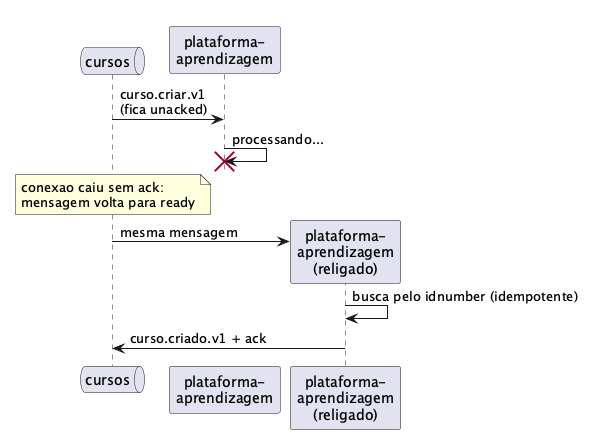 cursos
plataforma-
aprendizagem
curso.criar.v1
(fica unacked)
processando...
conexao caiu sem ack:
mensagem volta para ready
mesma mensagem
plataforma-
aprendizagem
(religado)
busca pelo idnumber (idempotente)
curso.criado.v1 + ack
cursos
plataforma-
aprendizagem
plataforma-
aprendizagem
(religado)